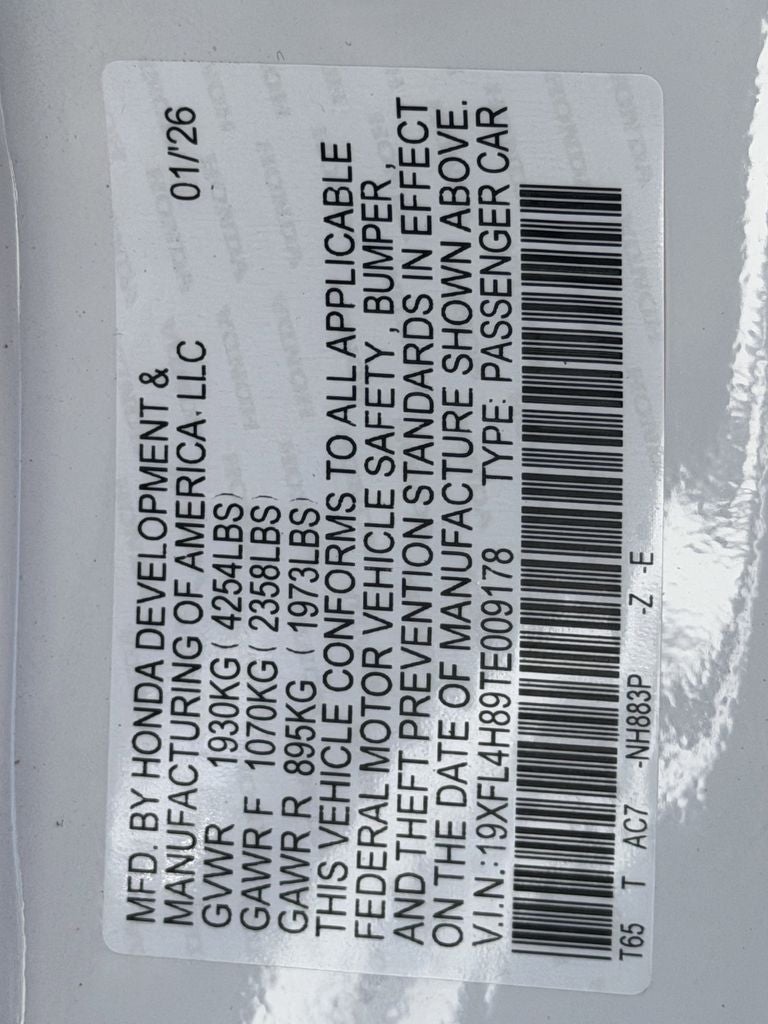 MFD. BY HONDA DEVELOPMENT &
MANUFACTURING OF AMERICA, LLC 01/'26
GVWR 1930KG ( 4254LBS)
GAWR F 1070KG ( 2358LBS)
GAWR R 895KG ( 1973LBS)
THIS VEHICLE CONFORMS TO ALL APPLICABLE
FEDERAL MOTOR VEHICLE SAFETY , BUMPER ,
AND THEFT PREVENTION STANDARDS IN EFFECT
ON THE DATE OF MANUFACTURE SHOWN ABOVE.
V.I.N.:19XFL4H89TE009178 TYPE: PASSENGER CAR
T65 T AC7 -NH883P -Z -E